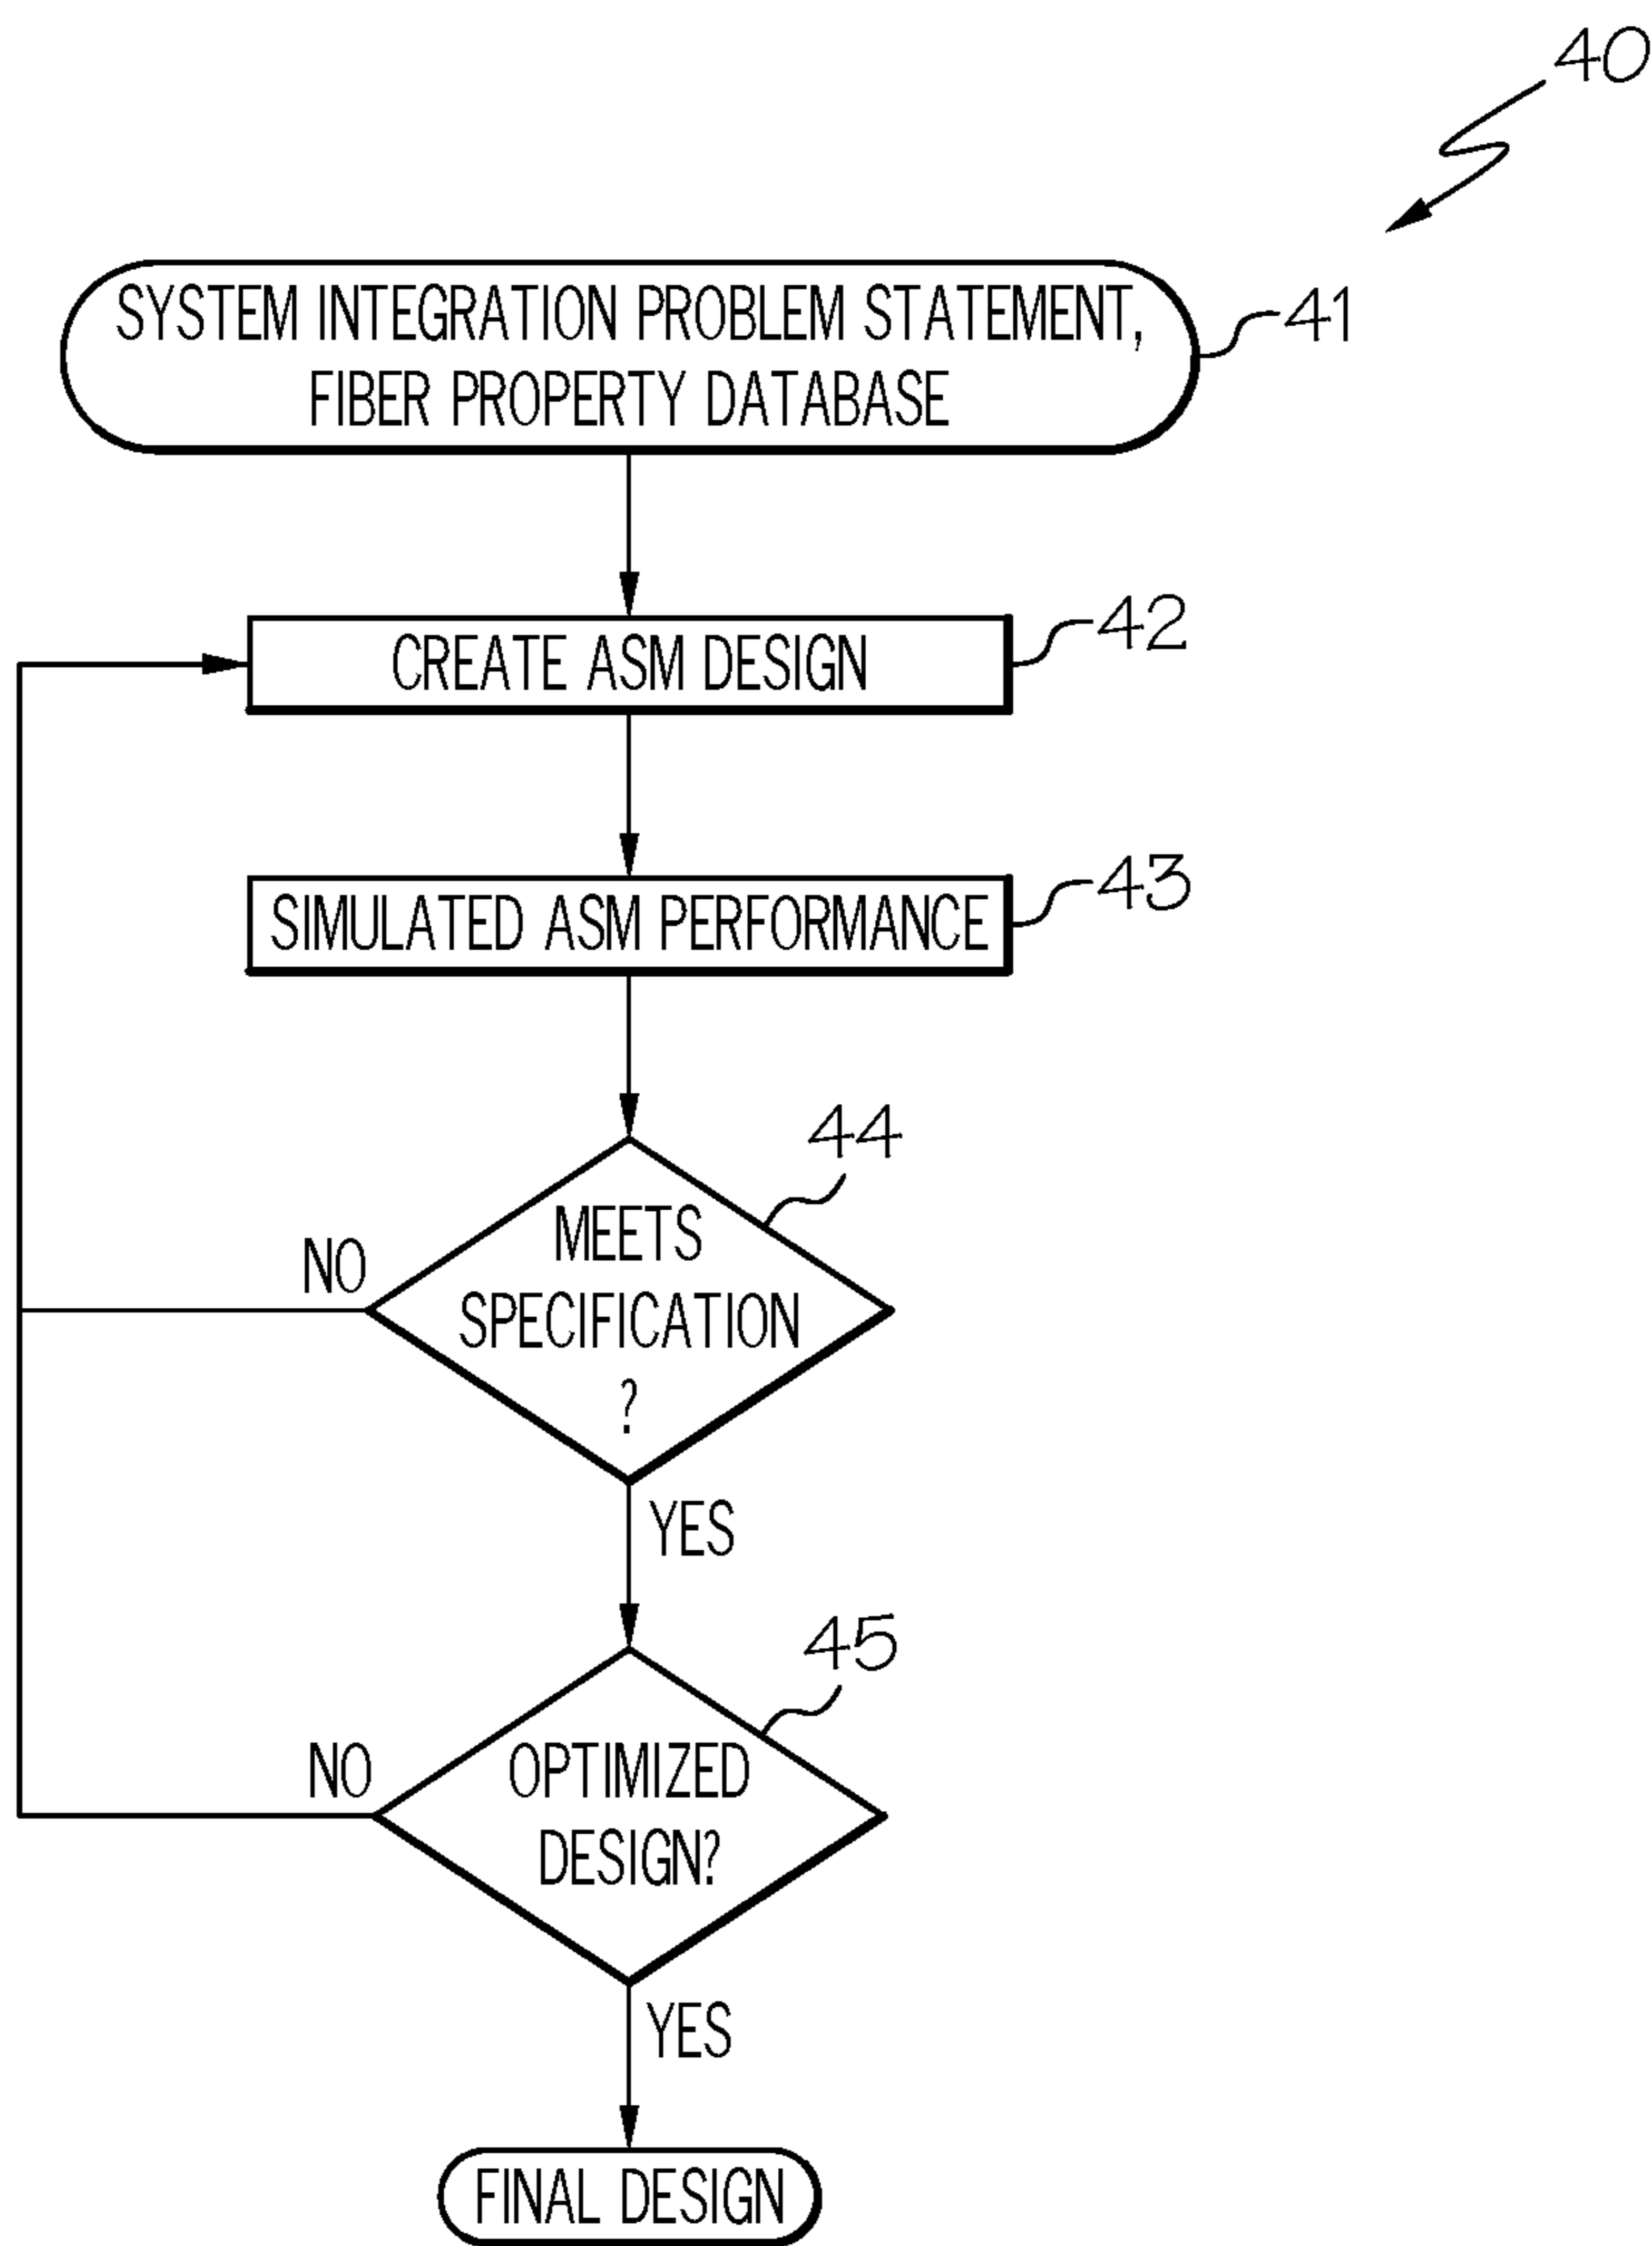 40
SYSTEM INTEGRATION PROBLEM STATEMENT,
FIBER PROPERTY DATABASE
41
CREATE ASM DESIGN
42
SIMULATED ASM PERFORMANCE
43
44
MEETS
SPECIFICATION
?
NO
YES
45
OPTIMIZED
DESIGN?
NO
YES
FINAL DESIGN